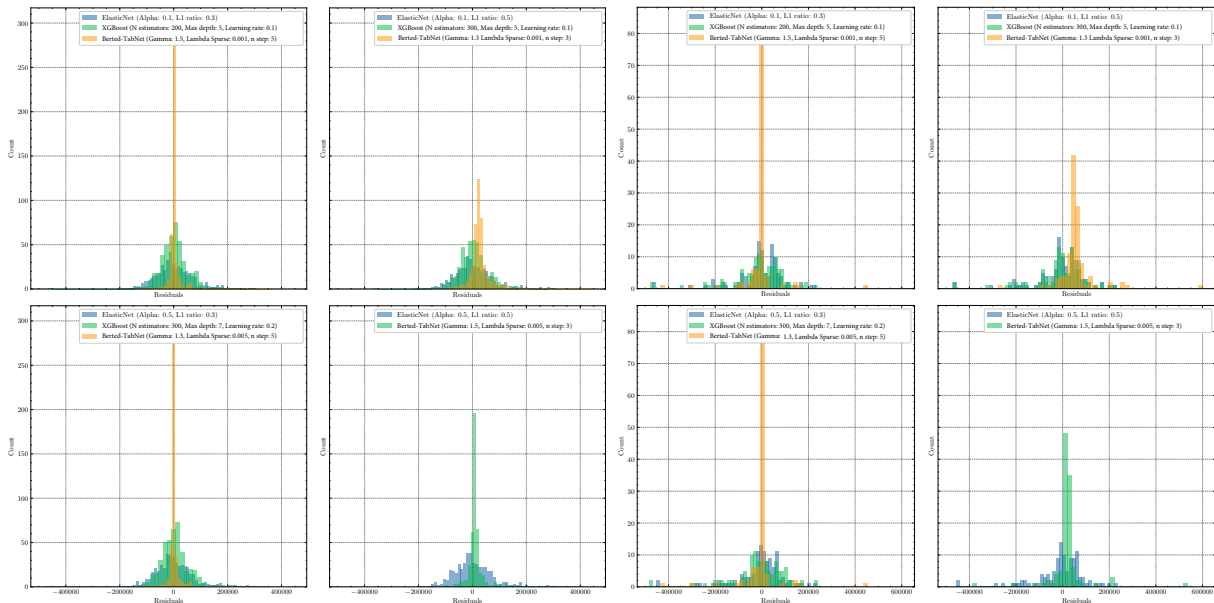 ElasticNet (Alpha: 0.1, L1 ratio: 0.3)
XGBoost (N estimators: 200, Max depth: 5, Learning rate: 0.1)
Berted-TabNet (Gamma: 1.5, Lambda Sparse: 0.001, n step: 5)
300
250
200
150
100
50
0
Count
Residuals
ElasticNet (Alpha: 0.1, L1 ratio: 0.5)
XGBoost (N estimators: 300, Max depth: 5, Learning rate: 0.1)
Berted-TabNet (Gamma: 1.3 Lambda Sparse: 0.001, n step: 3)
Residuals
ElasticNet (Alpha: 0.1, L1 ratio: 0.3)
XGBoost (N estimators: 200, Max depth: 5, Learning rate: 0.1)
Berted-TabNet (Gamma: 1.5, Lambda Sparse: 0.001, n step: 5)
80
70
60
50
40
30
20
10
0
Count
Residuals
ElasticNet (Alpha: 0.1, L1 ratio: 0.5)
XGBoost (N estimators: 300, Max depth: 5, Learning rate: 0.1)
Berted-TabNet (Gamma: 1.3 Lambda Sparse: 0.001, n step: 3)
Count
Residuals
ElasticNet (Alpha: 0.5, L1 ratio: 0.3)
XGBoost (N estimators: 300, Max depth: 7, Learning rate: 0.2)
Berted-TabNet (Gamma: 1.3, Lambda Sparse: 0.005, n step: 5)
300
250
200
150
100
50
0
Count
−400000 −200000 0 200000 400000
Residuals
ElasticNet (Alpha: 0.5, L1 ratio: 0.5)
Berted-TabNet (Gamma: 1.5, Lambda Sparse: 0.005, n step: 3)
−400000 −200000 0 200000 400000
Residuals
ElasticNet (Alpha: 0.5, L1 ratio: 0.3)
XGBoost (N estimators: 300, Max depth: 7, Learning rate: 0.2)
Berted-TabNet (Gamma: 1.3, Lambda Sparse: 0.005, n step: 5)
80
70
60
50
40
30
20
10
0
Count
−400000 −200000 0 200000 400000 600000
Residuals
ElasticNet (Alpha: 0.5, L1 ratio: 0.5)
Berted-TabNet (Gamma: 1.5, Lambda Sparse: 0.005, n step: 3)
Count
−400000 −200000 0 200000 400000 600000
Residuals